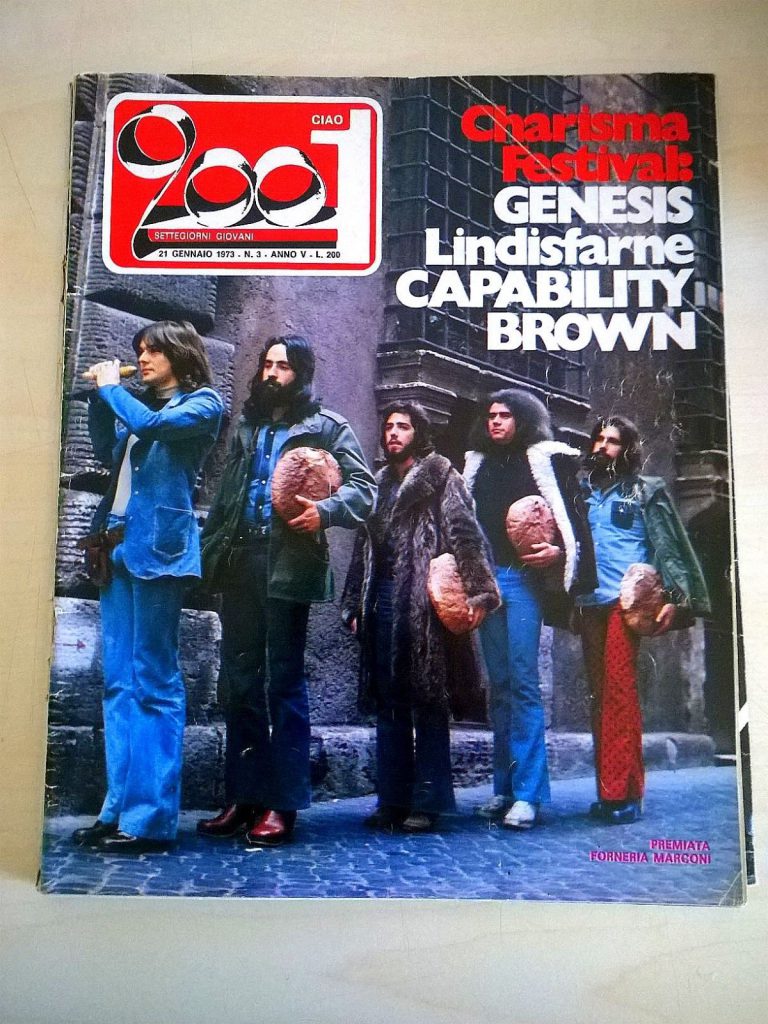 CIAO
2001
SETTEGIORNI GIOVANI
21 GENNAIO 1973 - N. 3 - ANNO V - L. 200
Charisma
Festival:
GENESIS
Lindisfarne
CAPABILITY
BROWN
PREMIATA
FORNERIA MARCONI